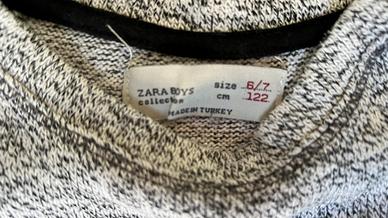 ZARA BOYS size 6/7
collection cm 122
MADE IN TURKEY